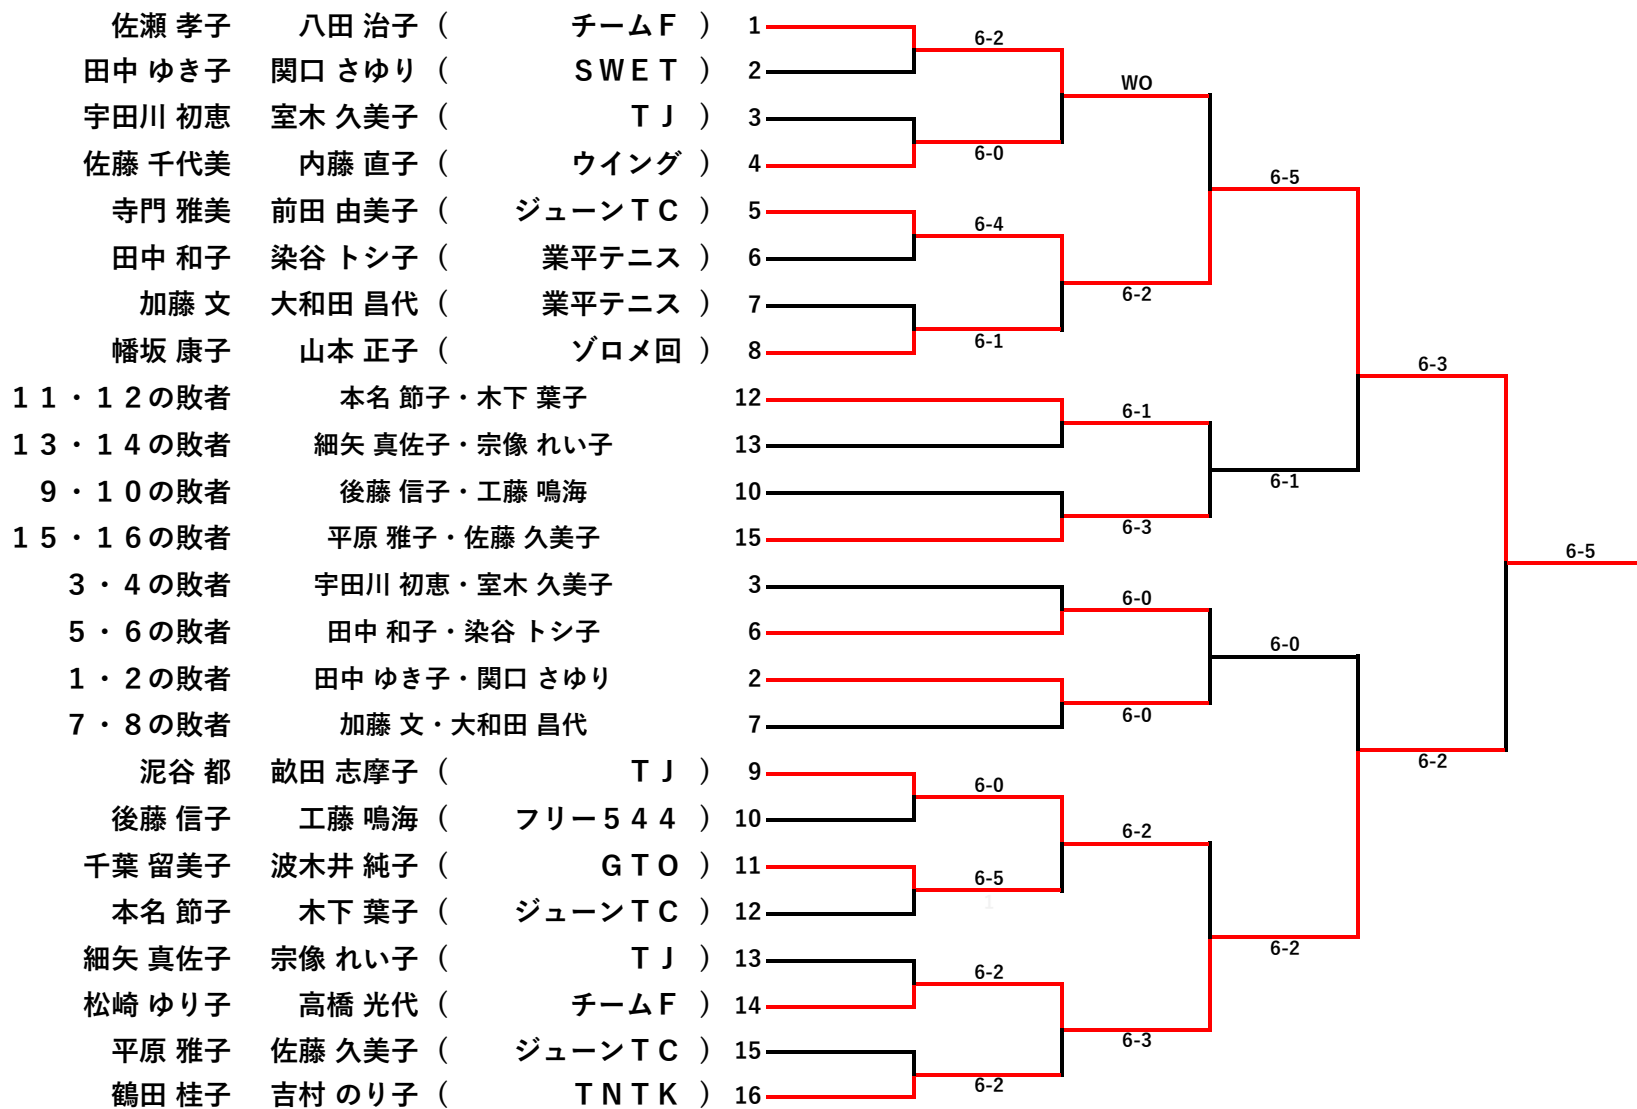 佐瀬 孝子 八田 治子 （ チームＦ ） 1
6-2
田中 ゆき子 関口 さゆり （ ＳＷＥＴ ） 2
WO
宇田川 初恵 室木 久美子 （ ＴＪ ） 3
6-0
佐藤 千代美 内藤 直子 （ ウイング ） 4
6-5
寺門 雅美 前田 由美子 （ ジューンＴＣ ） 5
6-4
田中 和子 染谷 トシ子 （ 業平テニス ） 6
6-2
加藤 文 大和田 昌代 （ 業平テニス ） 7
6-1
幡坂 康子 山本 正子 （ ゾロメ回 ） 8
6-3
１１・１２の敗者 本名 節子・木下 葉子 12
6-1
１３・１４の敗者 細矢 真佐子・宗像 れい子 13
6-1
９・１０の敗者 後藤 信子・工藤 鳴海 10
6-3
１５・１６の敗者 平原 雅子・佐藤 久美子 15
6-5
３・４の敗者 宇田川 初恵・室木 久美子 3
6-0
５・６の敗者 田中 和子・染谷 トシ子 6
6-0
１・２の敗者 田中 ゆき子・関口 さゆり 2
6-0
７・８の敗者 加藤 文・大和田 昌代 7
6-2
泥谷 都 畝田 志摩子 （ ＴＪ ） 9
6-0
後藤 信子 工藤 鳴海 （ フリー５４４ ） 10
6-2
千葉 留美子 波木井 純子 （ ＧＴＯ ） 11
6-5
1
本名 節子 木下 葉子 （ ジューンＴＣ ） 12
6-2
細矢 真佐子 宗像 れい子 （ ＴＪ ） 13
6-2
松崎 ゆり子 高橋 光代 （ チームＦ ） 14
6-3
平原 雅子 佐藤 久美子 （ ジューンＴＣ ） 15
6-2
鶴田 桂子 吉村 のり子 （ ＴＮＴＫ ） 16